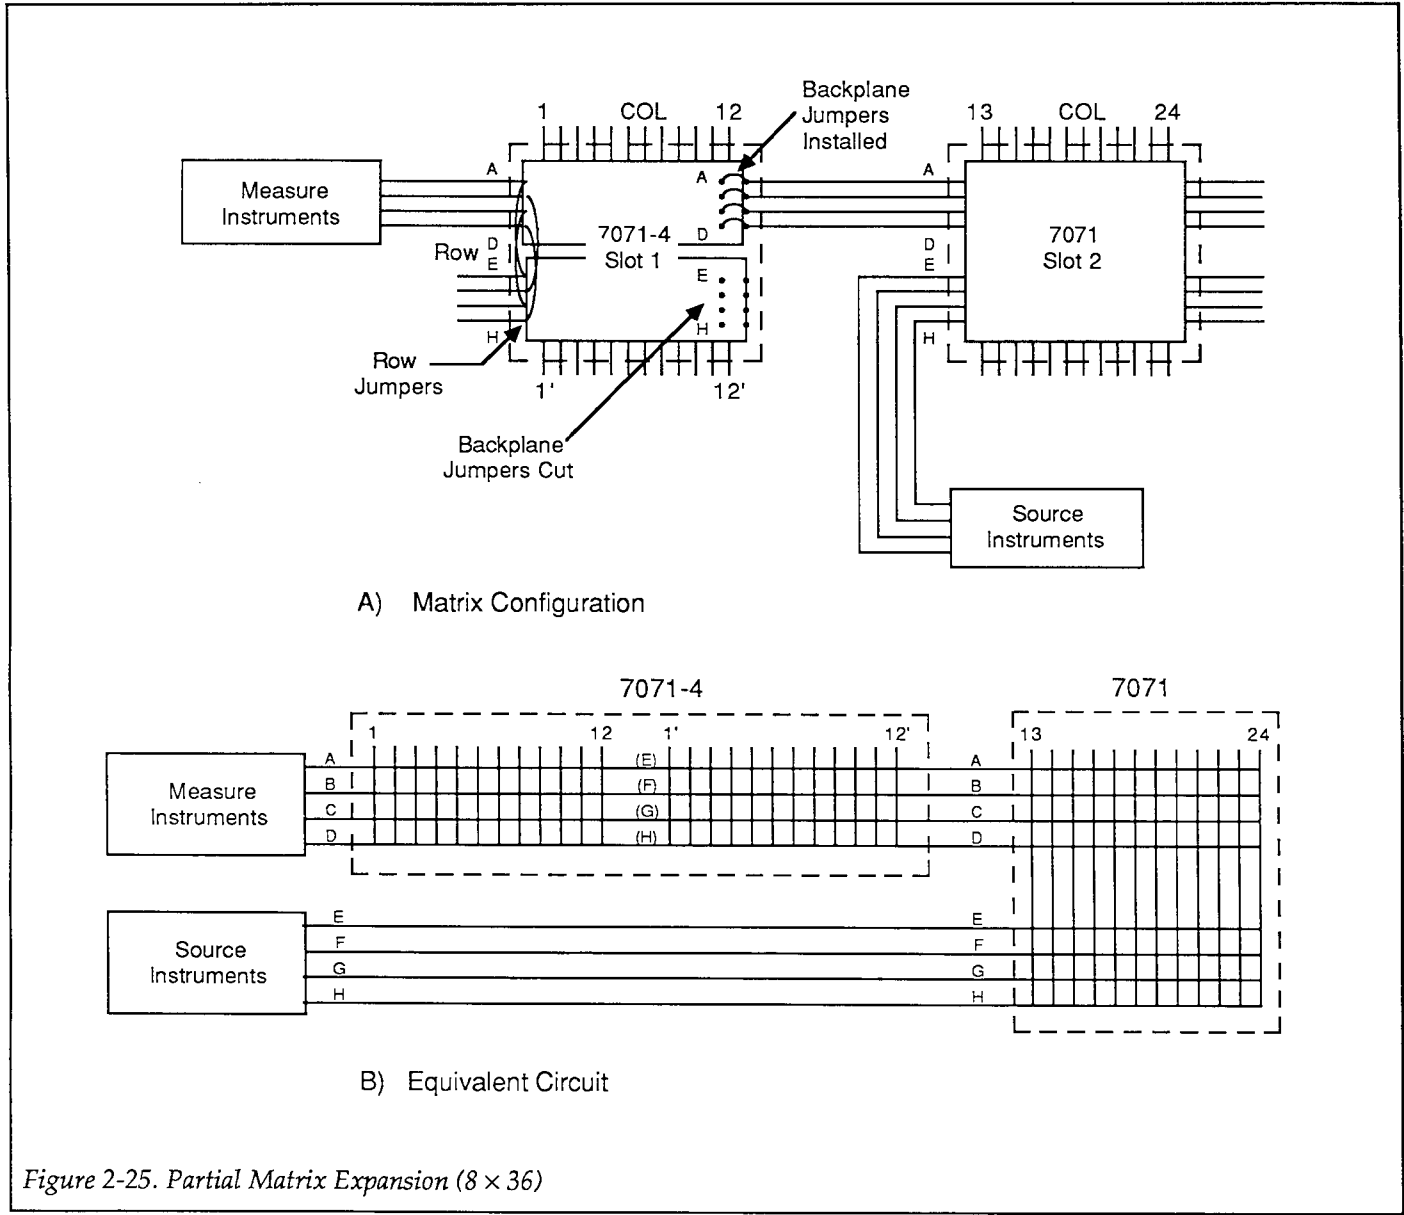 Backplane
Jumpers
Installed
1 COL 12
13 COL 24
Measure
Instruments
A
A
A
Row
D
E
7071-4
Slot 1
D
E
H
H
7071
Slot 2
D
E
H
Row
Jumpers
1' 12'
Backplane
Jumpers Cut
Source
Instruments
A) Matrix Configuration
7071-4
7071
1 12 1' 12'
13 24
Measure
Instruments
A (E) A
B (F) B
C (G) C
D (H) D
Source
Instruments
E E
F F
G G
H H
B) Equivalent Circuit
Figure 2-25. Partial Matrix Expansion (8 × 36)